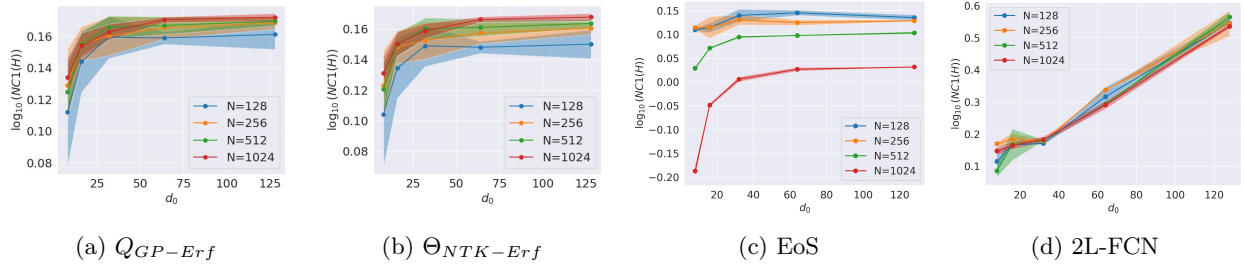 0.16
0.14
0.12
0.10
0.08
log₁₀(NC1(H))
25 50 75 100 125
d₀
N=128
N=256
N=512
N=1024
(a) Q_{GP−Erf}
0.16
0.14
0.12
0.10
0.08
log₁₀(NC1(H))
25 50 75 100 125
d₀
N=128
N=256
N=512
N=1024
(b) Θ_{NTK−Erf}
0.15
0.10
0.05
0.00
−0.05
−0.10
−0.15
−0.20
log₁₀(NC1(H))
20 40 60 80 100 120
d₀
N=128
N=256
N=512
N=1024
(c) EoS
0.6
0.5
0.4
0.3
0.2
0.1
log₁₀(NC1(H))
20 40 60 80 100 120
d₀
N=128
N=256
N=512
N=1024
(d) 2L-FCN